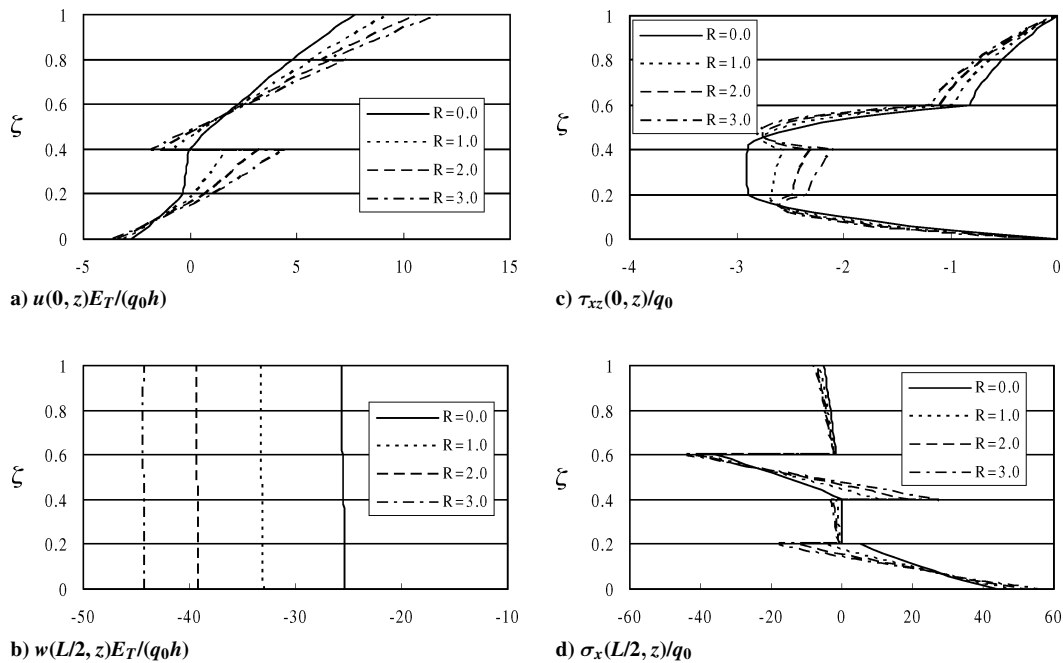 1
0.8
0.6
ζ
0.4
0.2
0
-5 0 5 10 15
R=0.0
R=1.0
R=2.0
R=3.0
a) u(0, z)E_T/(q_0h)
1
0.8
0.6
ζ
0.4
0.2
0
-4 -3 -2 -1 0
R=0.0
R=1.0
R=2.0
R=3.0
c) τ_xz(0, z)/q_0
1
0.8
0.6
ζ
0.4
0.2
0
-50 -40 -30 -20 -10
R=0.0
R=1.0
R=2.0
R=3.0
b) w(L/2, z)E_T/(q_0h)
1
0.8
0.6
ζ
0.4
0.2
0
-60 -40 -20 0 20 40 60
R=0.0
R=1.0
R=2.0
R=3.0
d) σ_x(L/2, z)/q_0